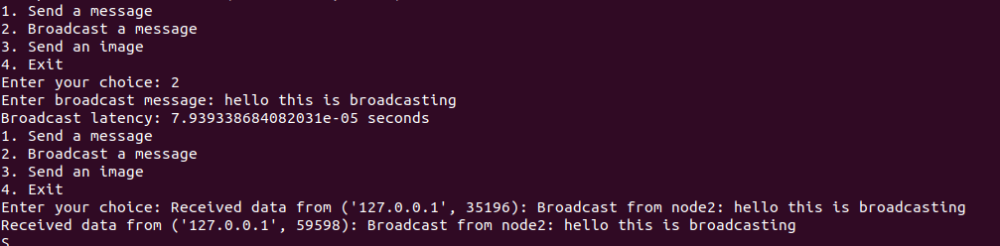 1. Send a message
2. Broadcast a message
3. Send an image
4. Exit
Enter your choice: 2
Enter broadcast message: hello this is broadcasting
Broadcast latency: 7.939338684082031e-05 seconds
1. Send a message
2. Broadcast a message
3. Send an image
4. Exit
Enter your choice: Received data from ('127.0.0.1', 35196): Broadcast from node2: hello this is broadcasting
Received data from ('127.0.0.1', 59598): Broadcast from node2: hello this is broadcasting